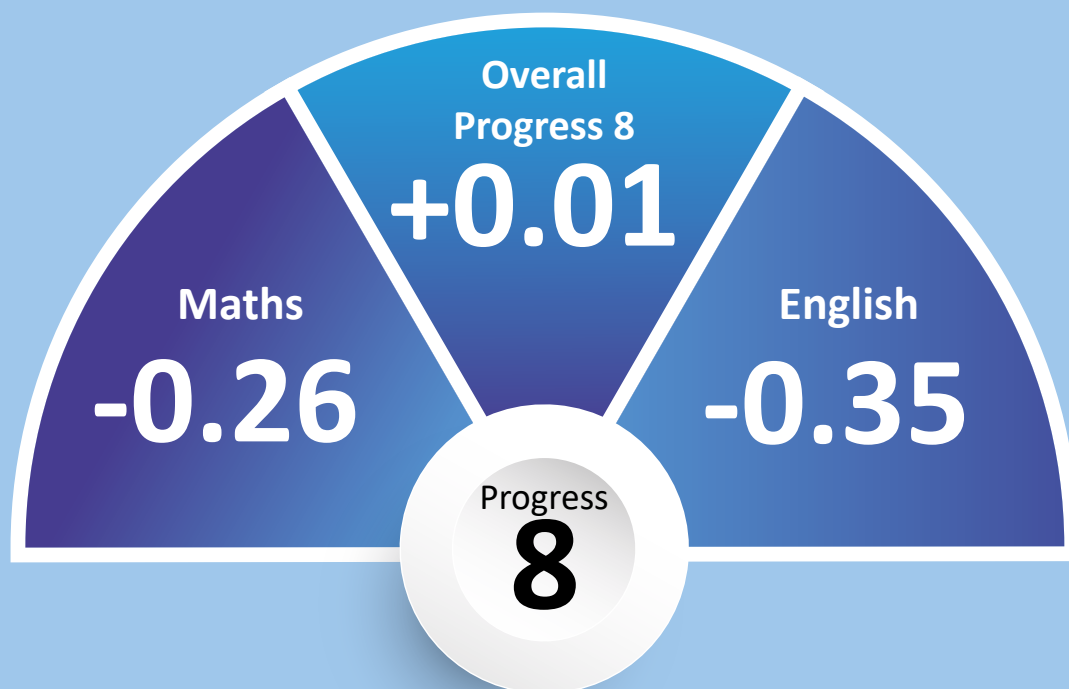 Overall
Progress 8
+0.01
Maths
-0.26
English
-0.35
Progress
8